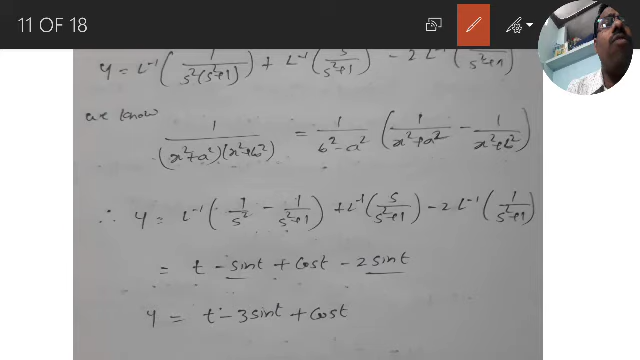 11 OF 18
y = L⁻¹ ( 1 / s²(s²+1) ) + L⁻¹ ( s / s²+1 ) − 2 L⁻¹ ( / s²+1 )
we know
1 / (x²+a²)(x²+b²) = 1 / b²−a² ( 1 / x²+a² − 1 / x²+b² )
∴ y = L⁻¹ ( 1 / s² − 1 / s²+1 ) + L⁻¹ ( s / s²+1 ) − 2 L⁻¹ ( 1 / s²+1 )
= t − sint + cost − 2 sint
y = t − 3 sint + cost